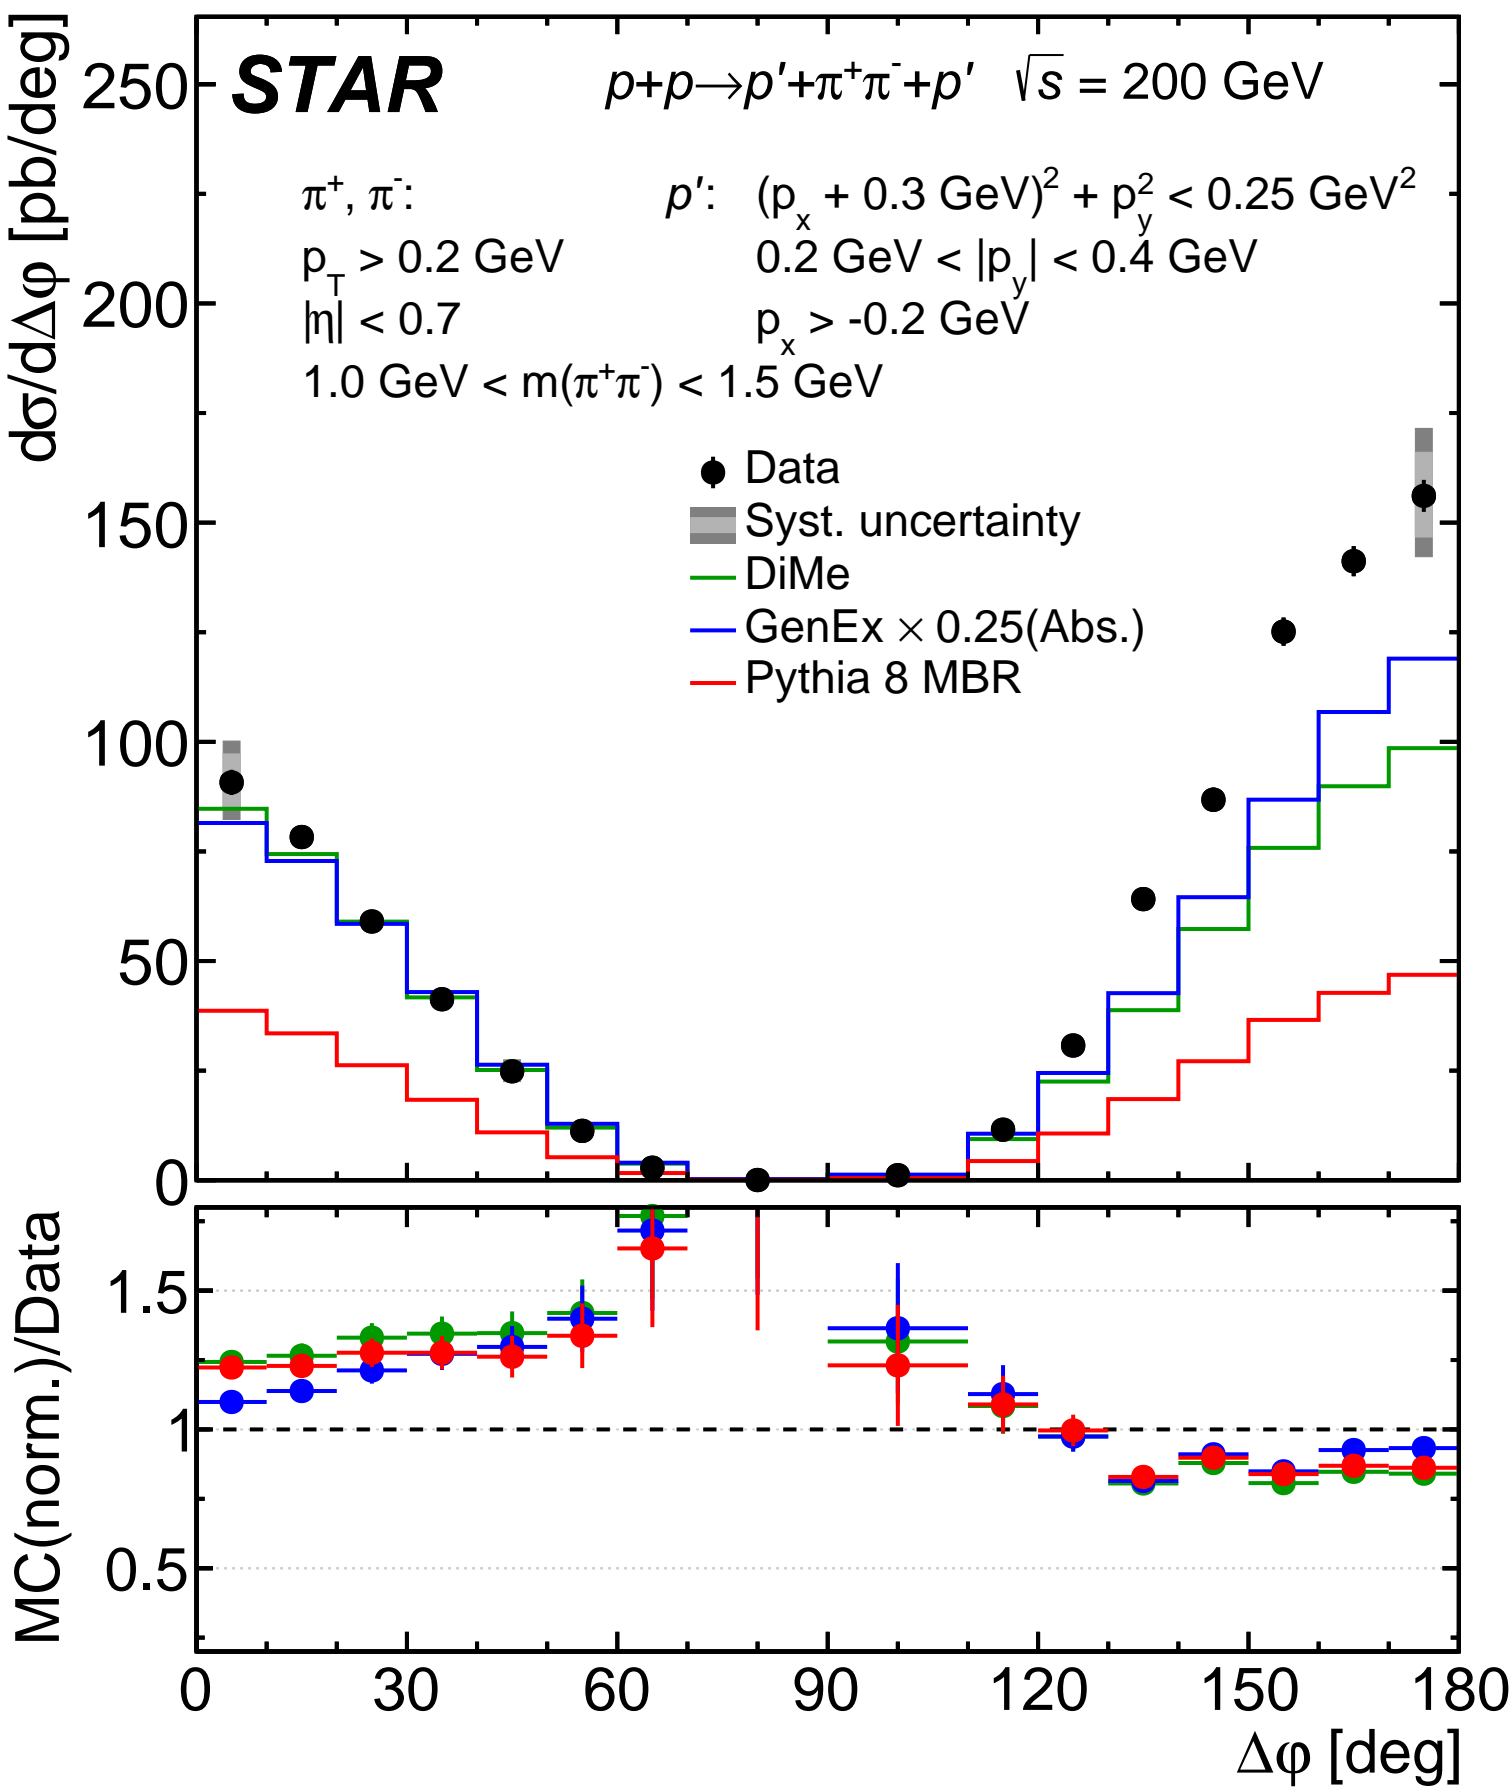 STAR p+p→p′+π⁺π⁻+p′ √s = 200 GeV
π⁺, π⁻: p′: (pₓ + 0.3 GeV)² + p_y² < 0.25 GeV²
p_T > 0.2 GeV 0.2 GeV < |p_y| < 0.4 GeV
|η| < 0.7 pₓ > -0.2 GeV
1.0 GeV < m(π⁺π⁻) < 1.5 GeV
Data
Syst. uncertainty
DiMe
GenEx × 0.25(Abs.)
Pythia 8 MBR
dσ/dΔφ [pb/deg]
250
200
150
100
50
0
MC(norm.)/Data
1.5
1
0.5
0 30 60 90 120 150 180
Δφ [deg]